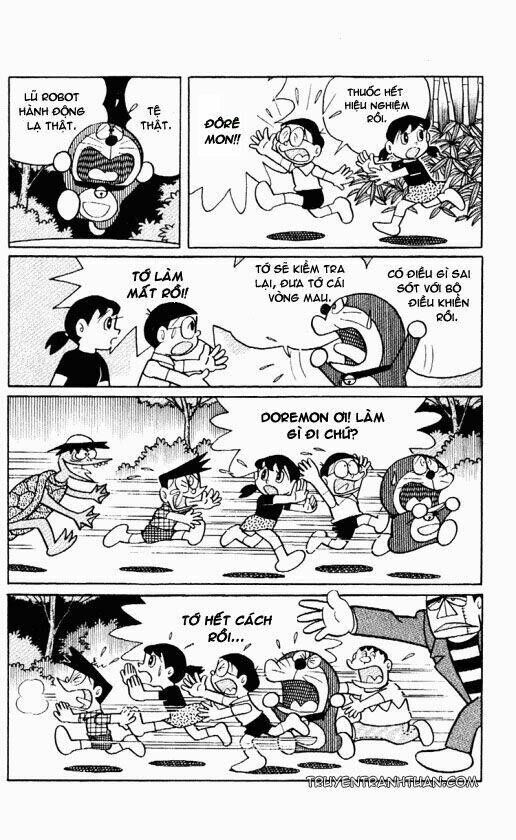 LŨ ROBOT
HÀNH ĐỘNG
LẠ THẬT.
TỆ
THẬT.
ĐÔRÊ
MON!!
THUỐC HẾT
HIỆU NGHIỆM
RỒI.
TỚ LÀM
MẤT RỒI!
TỚ SẼ KIỂM TRA
LẠI, ĐƯA TỚ CÁI
VÒNG MAU.
CÓ ĐIỀU GÌ SAI
SÓT VỚI BỘ
ĐIỀU KHIỂN
RỒI.
DOREMON ƠI! LÀM
GÌ ĐI CHỨ?
TỚ HẾT CÁCH
RỒI...
TRUYENTRANHTUAN.COM